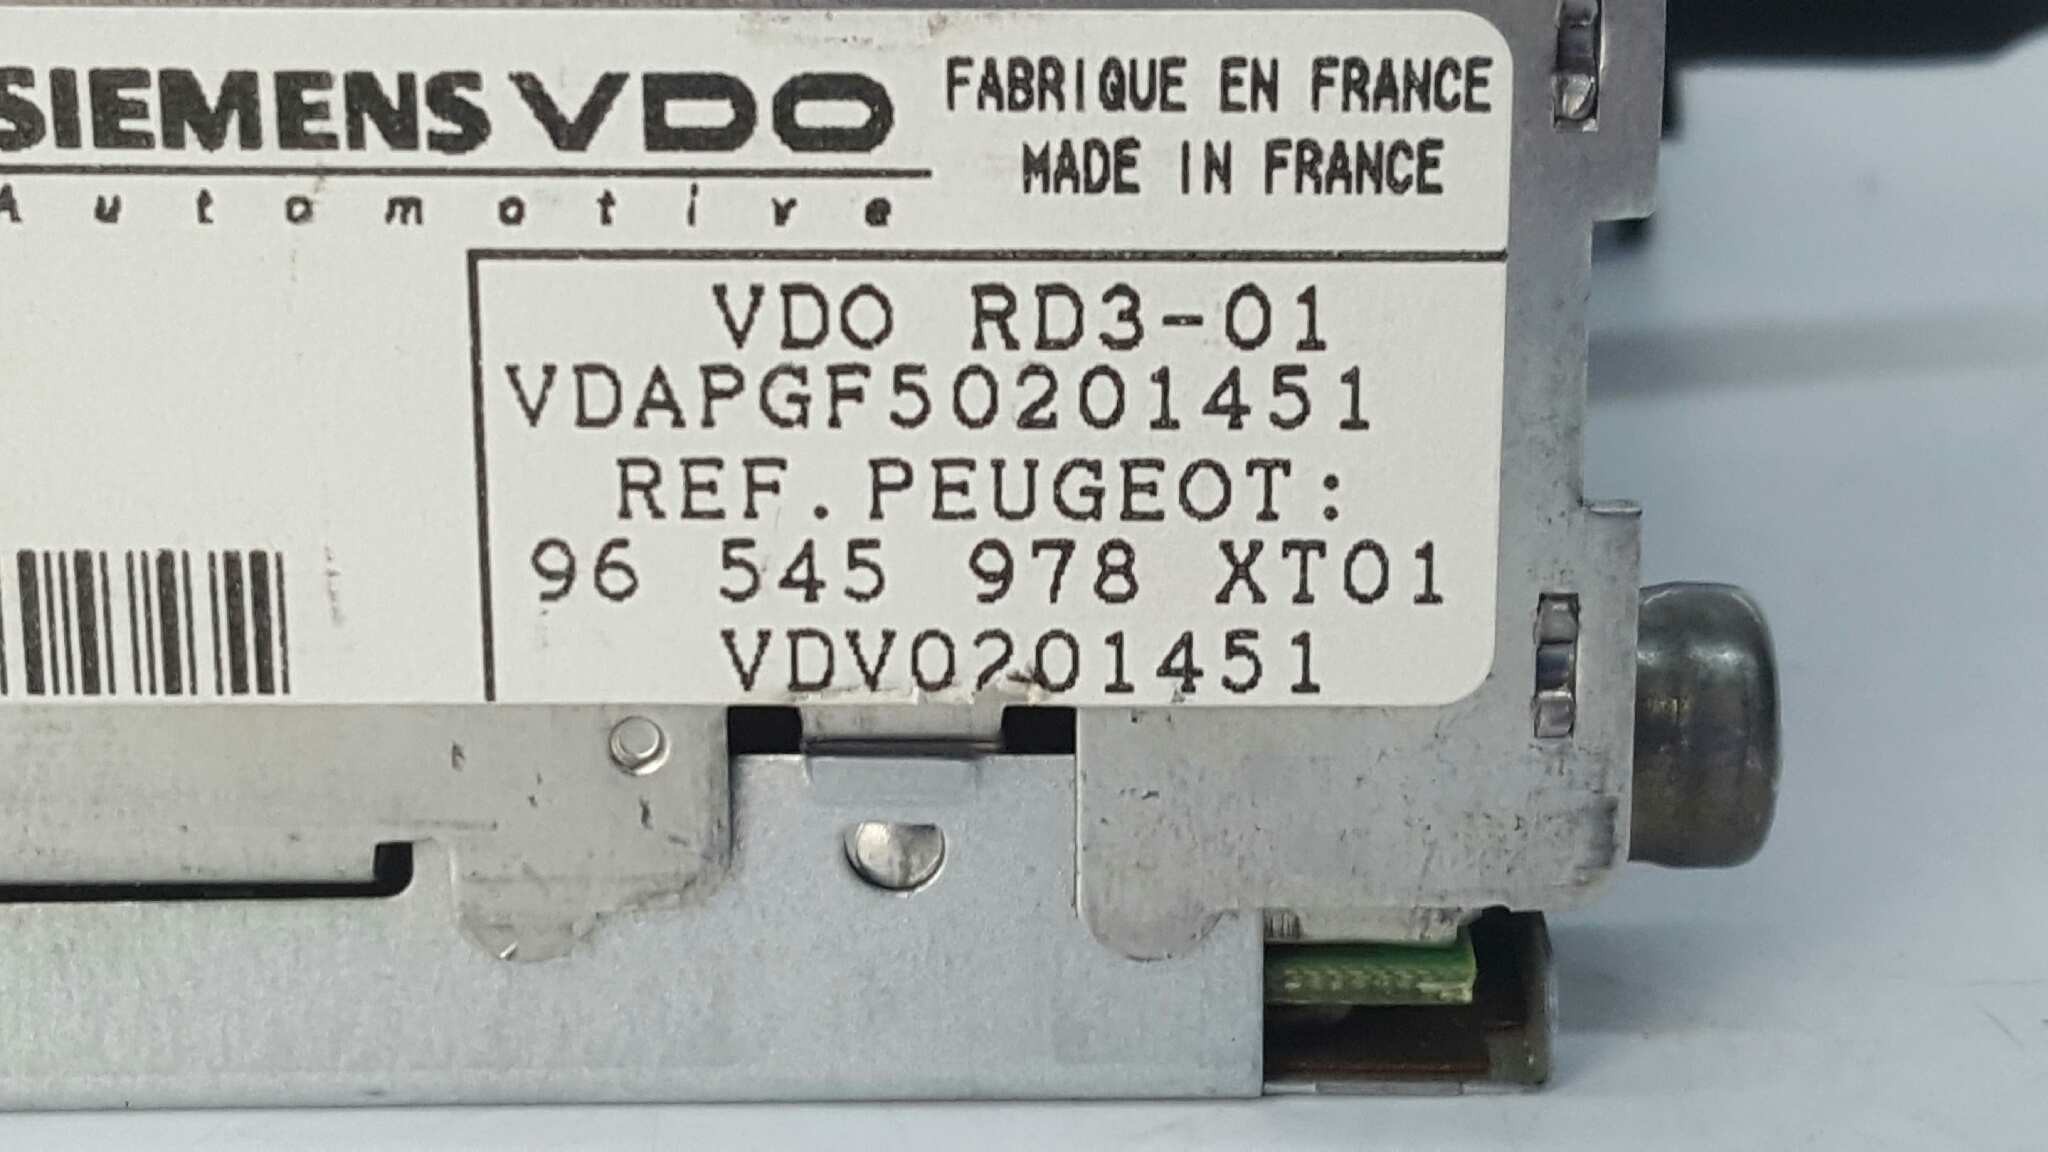 SIEMENS VDO
Automotive
FABRIQUE EN FRANCE
MADE IN FRANCE
VDO RD3-01
VDAPGF50201451
REF.PEUGEOT:
96 545 978 XT01
VDV0201451